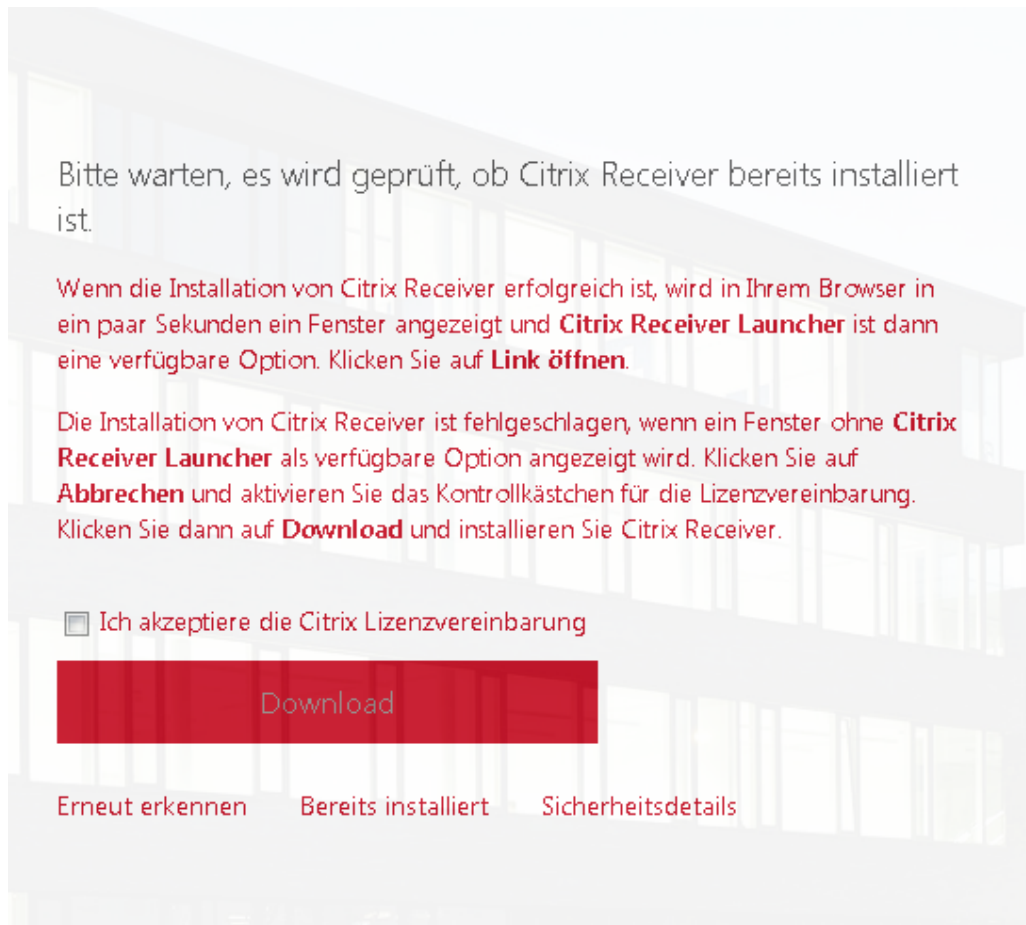 Bitte warten, es wird geprüft, ob Citrix Receiver bereits installiert
ist.
Wenn die Installation von Citrix Receiver erfolgreich ist, wird in Ihrem Browser in
ein paar Sekunden ein Fenster angezeigt und Citrix Receiver Launcher ist dann
eine verfügbare Option. Klicken Sie auf Link öffnen.
Die Installation von Citrix Receiver ist fehlgeschlagen, wenn ein Fenster ohne Citrix
Receiver Launcher als verfügbare Option angezeigt wird. Klicken Sie auf
Abbrechen und aktivieren Sie das Kontrollkästchen für die Lizenzvereinbarung.
Klicken Sie dann auf Download und installieren Sie Citrix Receiver.
Ich akzeptiere die Citrix Lizenzvereinbarung
Download
Erneut erkennen Bereits installiert Sicherheitsdetails